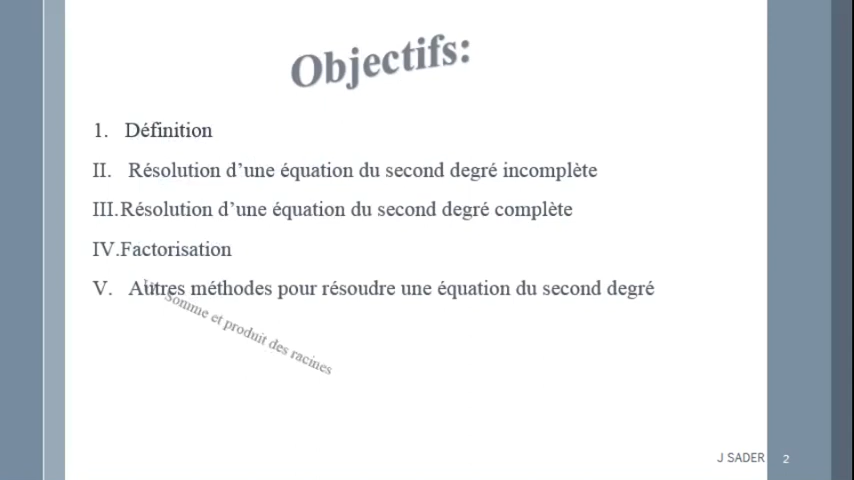 Objectifs:
1. Définition
II. Résolution d’une équation du second degré incomplète
III.Résolution d’une équation du second degré complète
IV.Factorisation
V. Autres méthodes pour résoudre une équation du second degré
Somme et produit des racines
J SADER 2